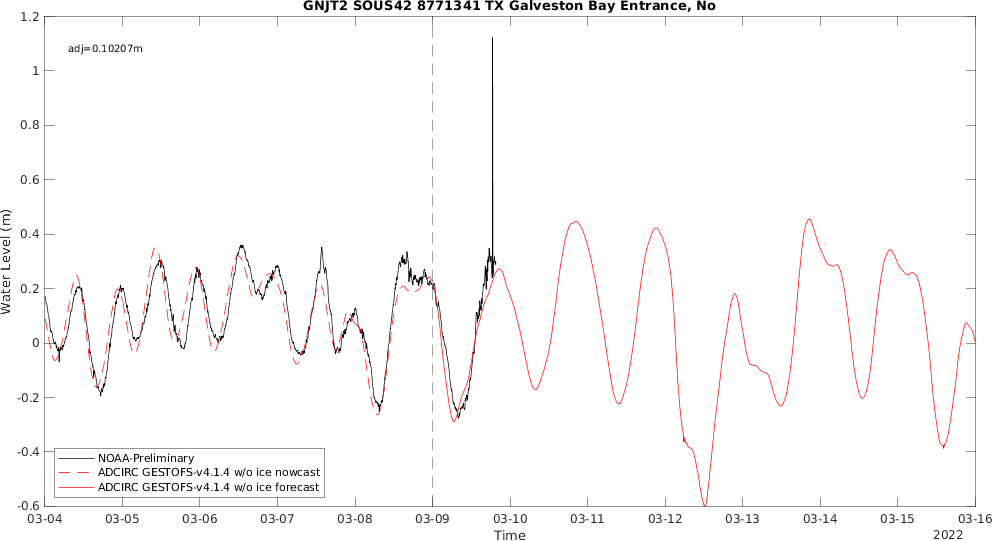 GNJT2 SOUS42 8771341 TX Galveston Bay Entrance, No
adj=0.10207m
1.2
1
0.8
0.6
0.4
0.2
0
-0.2
-0.4
-0.6
Water Level (m)
NOAA-Preliminary
ADCIRC GESTOFS-v4.1.4 w/o ice nowcast
ADCIRC GESTOFS-v4.1.4 w/o ice forecast
03-04 03-05 03-06 03-07 03-08 03-09 03-10 03-11 03-12 03-13 03-14 03-15 03-16
Time
2022